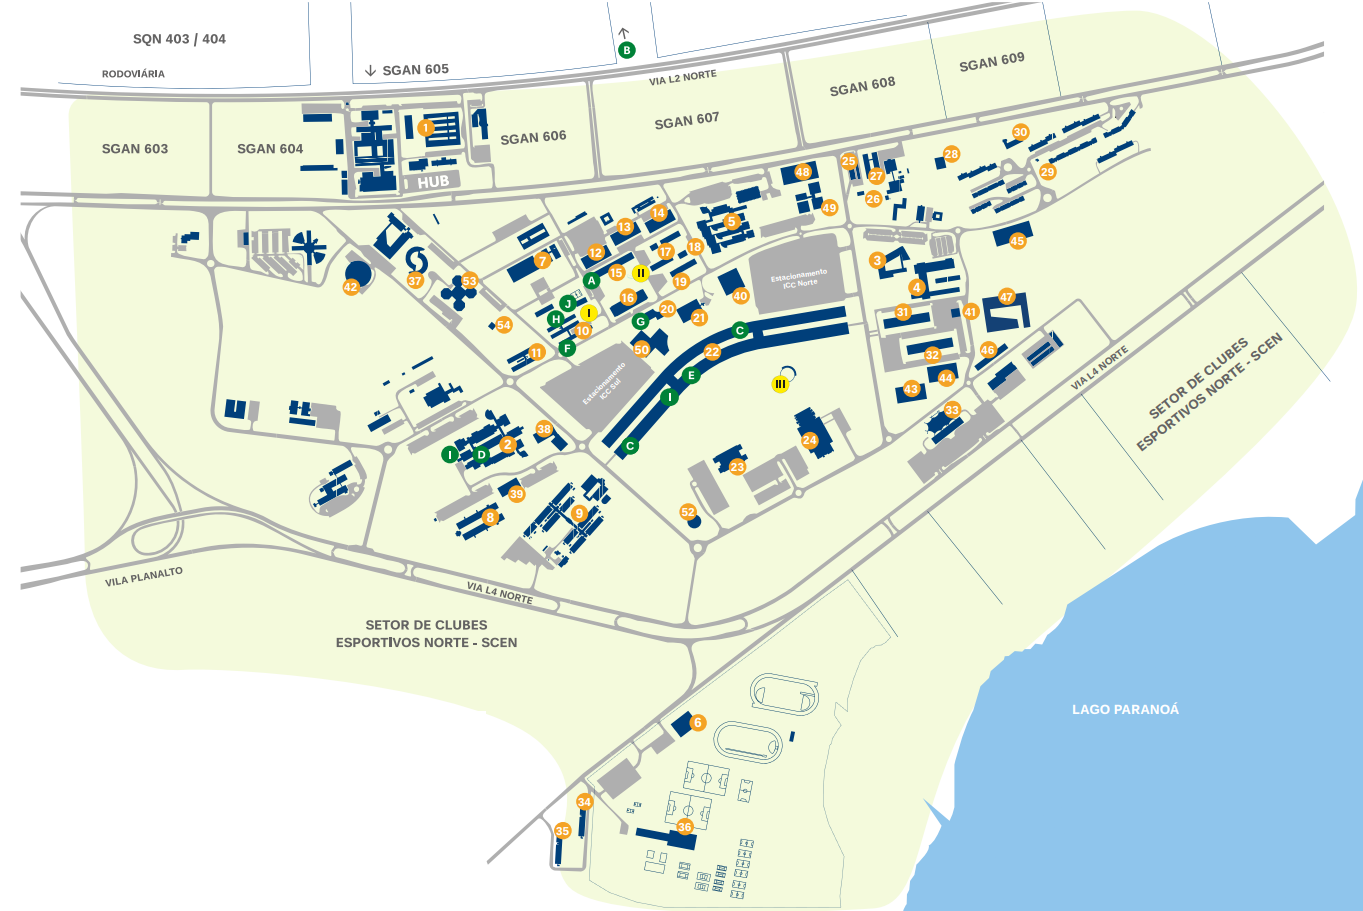 SQN 403 / 404
B
SGAN 605
RODOVIÁRIA
VIA L2 NORTE
SGAN 609
SGAN 608
SGAN 607
SGAN 606
1
30
SGAN 603
SGAN 604
HUB
28
25
27
29
48
26
49
14
13
5
45
12
17
18
7
3
15
II
16
19
A
4
37
53
42
Estacionamento
ICC Norte
40
47
J
I
H
G
20
21
31
41
10
54
C
F
50
22
11
32
46
E
44
III
43
Estacionamento
ICC Sul
I
VIA L4 NORTE
SETOR DE CLUBES
ESPORTIVOS NORTE - SCEN
33
38
2
C
24
I
D
23
39
8
9
52
VILA PLANALTO
VIA L4 NORTE
SETOR DE CLUBES
ESPORTIVOS NORTE - SCEN
LAGO PARANOÁ
6
34
35
36